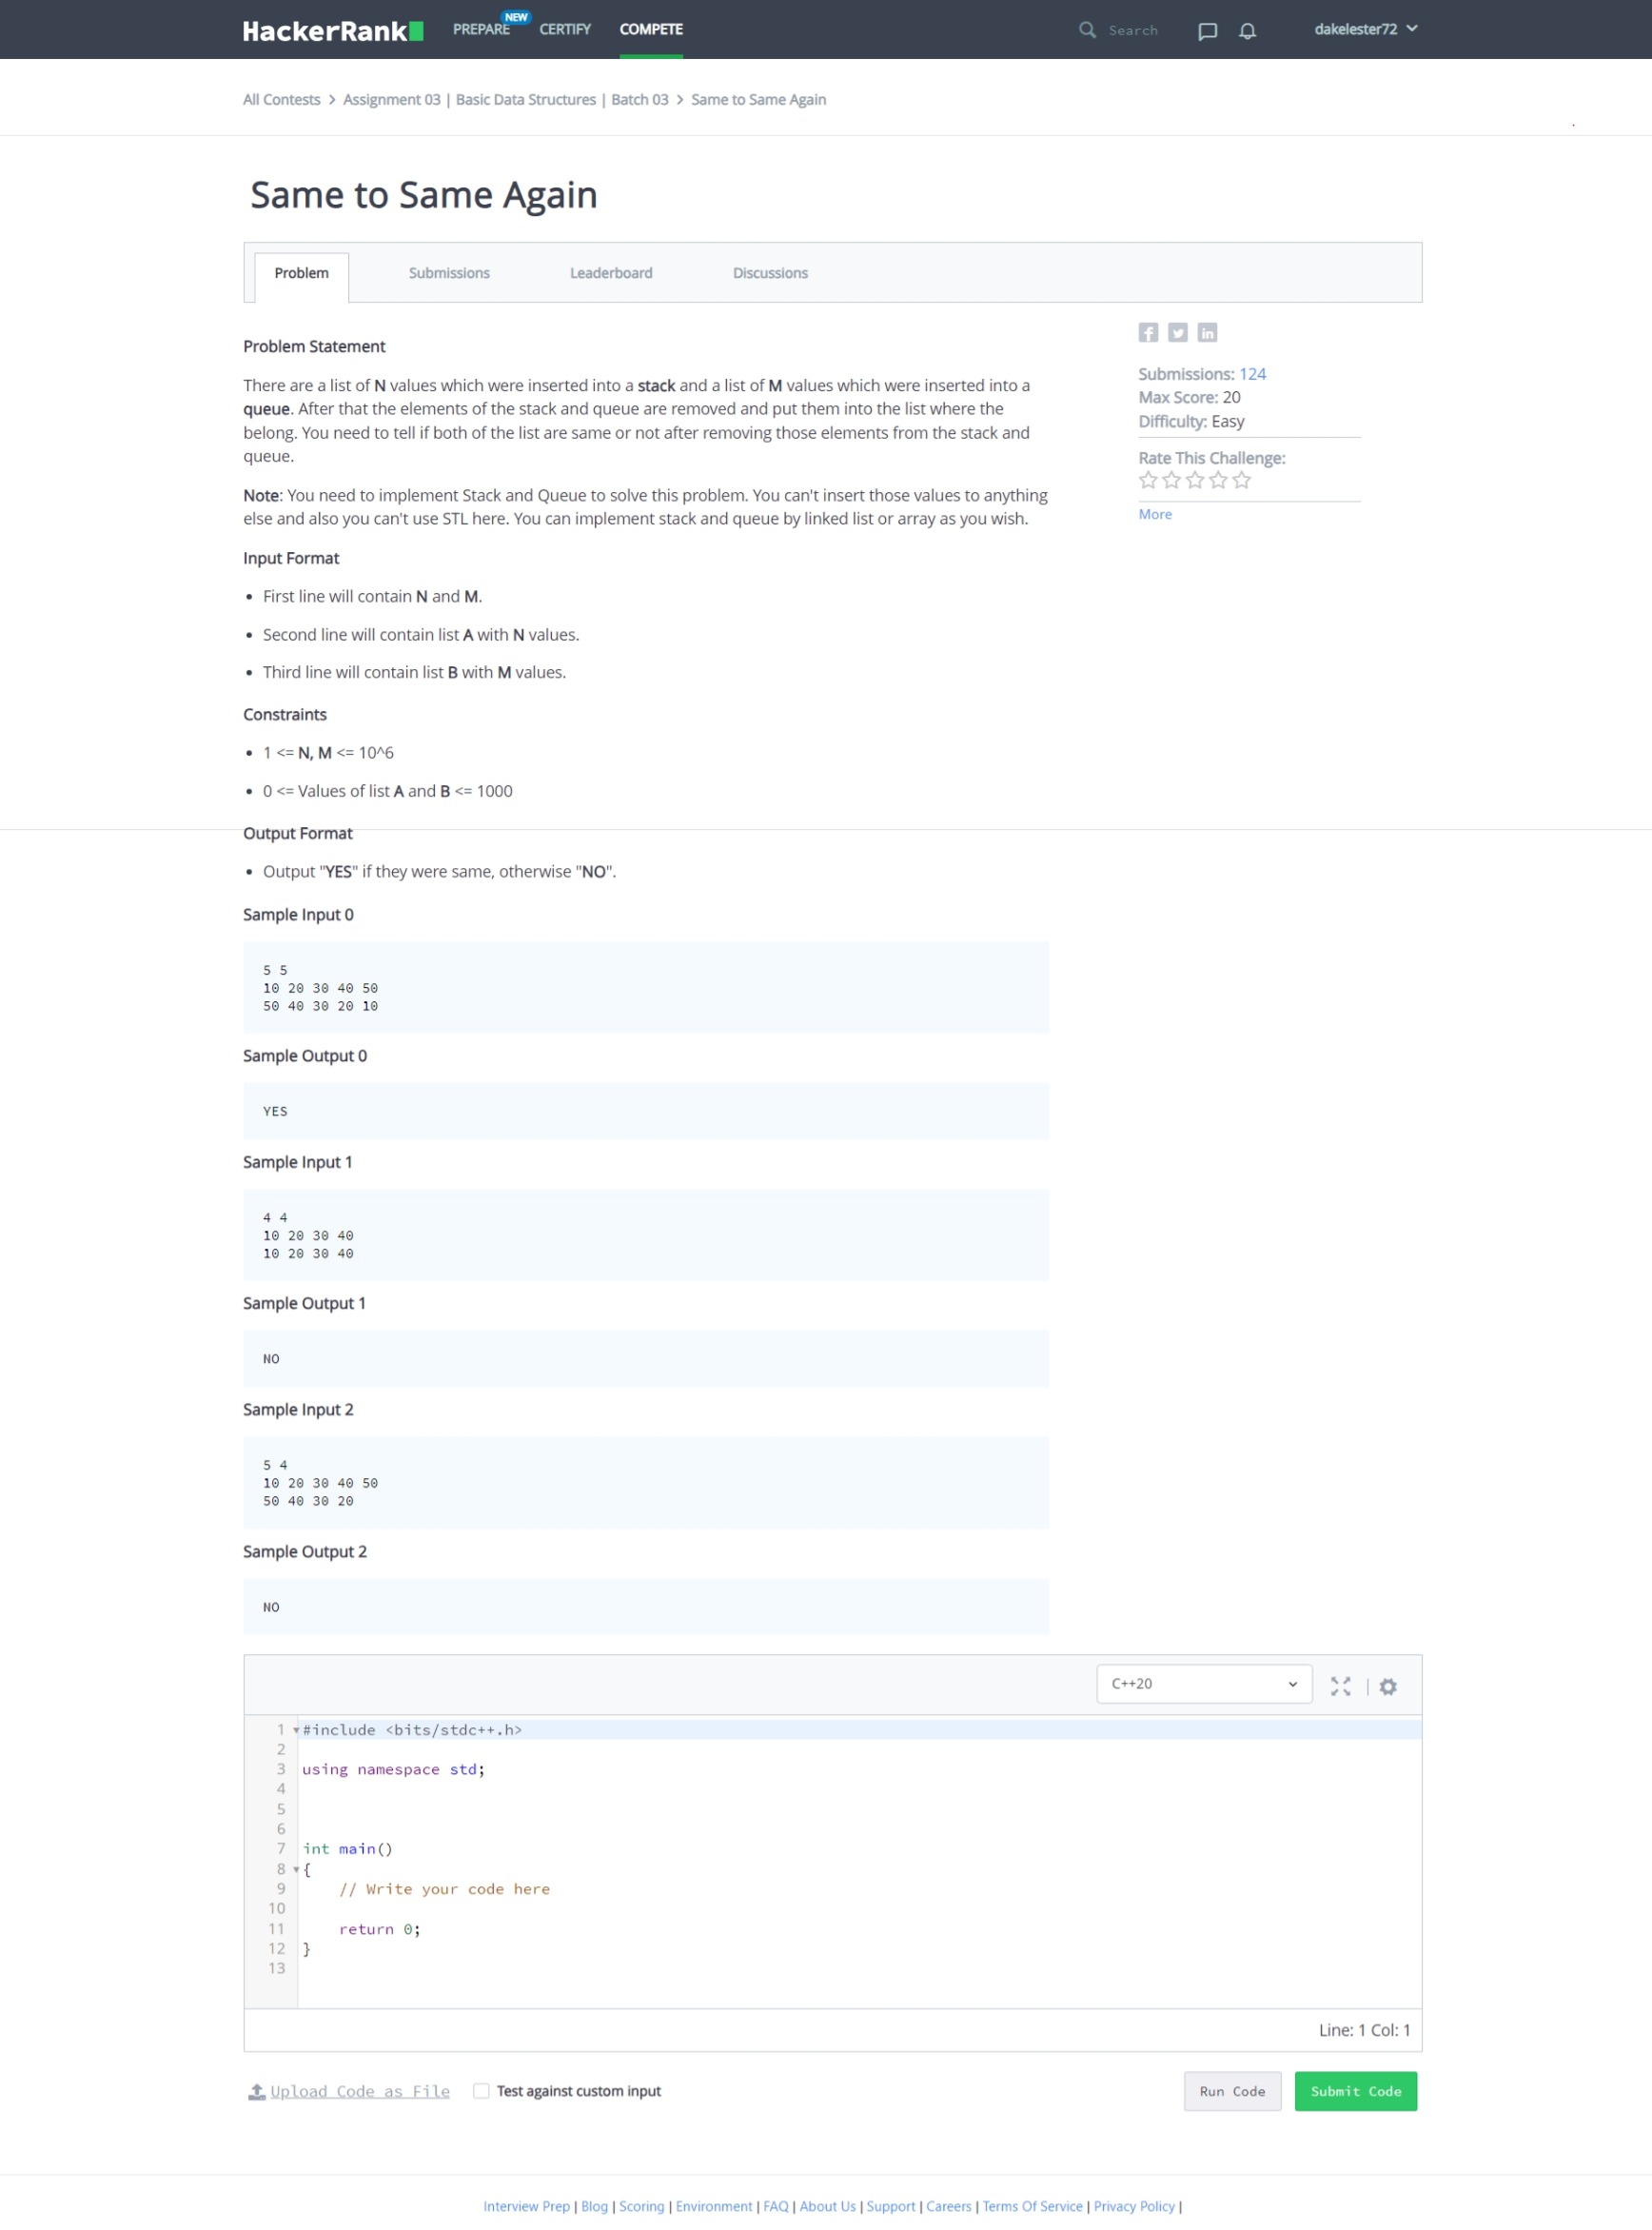 HackerRank
PREPARE NEW CERTIFY COMPETE
Search
dakelester72
All Contests > Assignment 03 | Basic Data Structures | Batch 03 > Same to Same Again
Same to Same Again
Problem Submissions Leaderboard Discussions
Problem Statement
There are a list of N values which were inserted into a stack and a list of M values which were inserted into a
queue. After that the elements of the stack and queue are removed and put them into the list where the
belong. You need to tell if both of the list are same or not after removing those elements from the stack and
queue.
Note: You need to implement Stack and Queue to solve this problem. You can't insert those values to anything
else and also you can't use STL here. You can implement stack and queue by linked list or array as you wish.
Input Format
• First line will contain N and M.
• Second line will contain list A with N values.
• Third line will contain list B with M values.
Constraints
• 1 <= N, M <= 10^6
• 0 <= Values of list A and B <= 1000
Output Format
• Output "YES" if they were same, otherwise "NO".
Sample Input 0
5 5
10 20 30 40 50
50 40 30 20 10
Sample Output 0
YES
Sample Input 1
4 4
10 20 30 40
10 20 30 40
Sample Output 1
NO
Sample Input 2
5 4
10 20 30 40 50
50 40 30 20
Sample Output 2
NO
Submissions: 124
Max Score: 20
Difficulty: Easy
Rate This Challenge:
More
C++20
1 #include <bits/stdc++.h>
2
3 using namespace std;
4
5
6
7 int main()
8 {
9 // Write your code here
10
11 return 0;
12 }
13
Line: 1 Col: 1
Upload Code as File Test against custom input Run Code Submit Code
Interview Prep | Blog | Scoring | Environment | FAQ | About Us | Support | Careers | Terms Of Service | Privacy Policy |